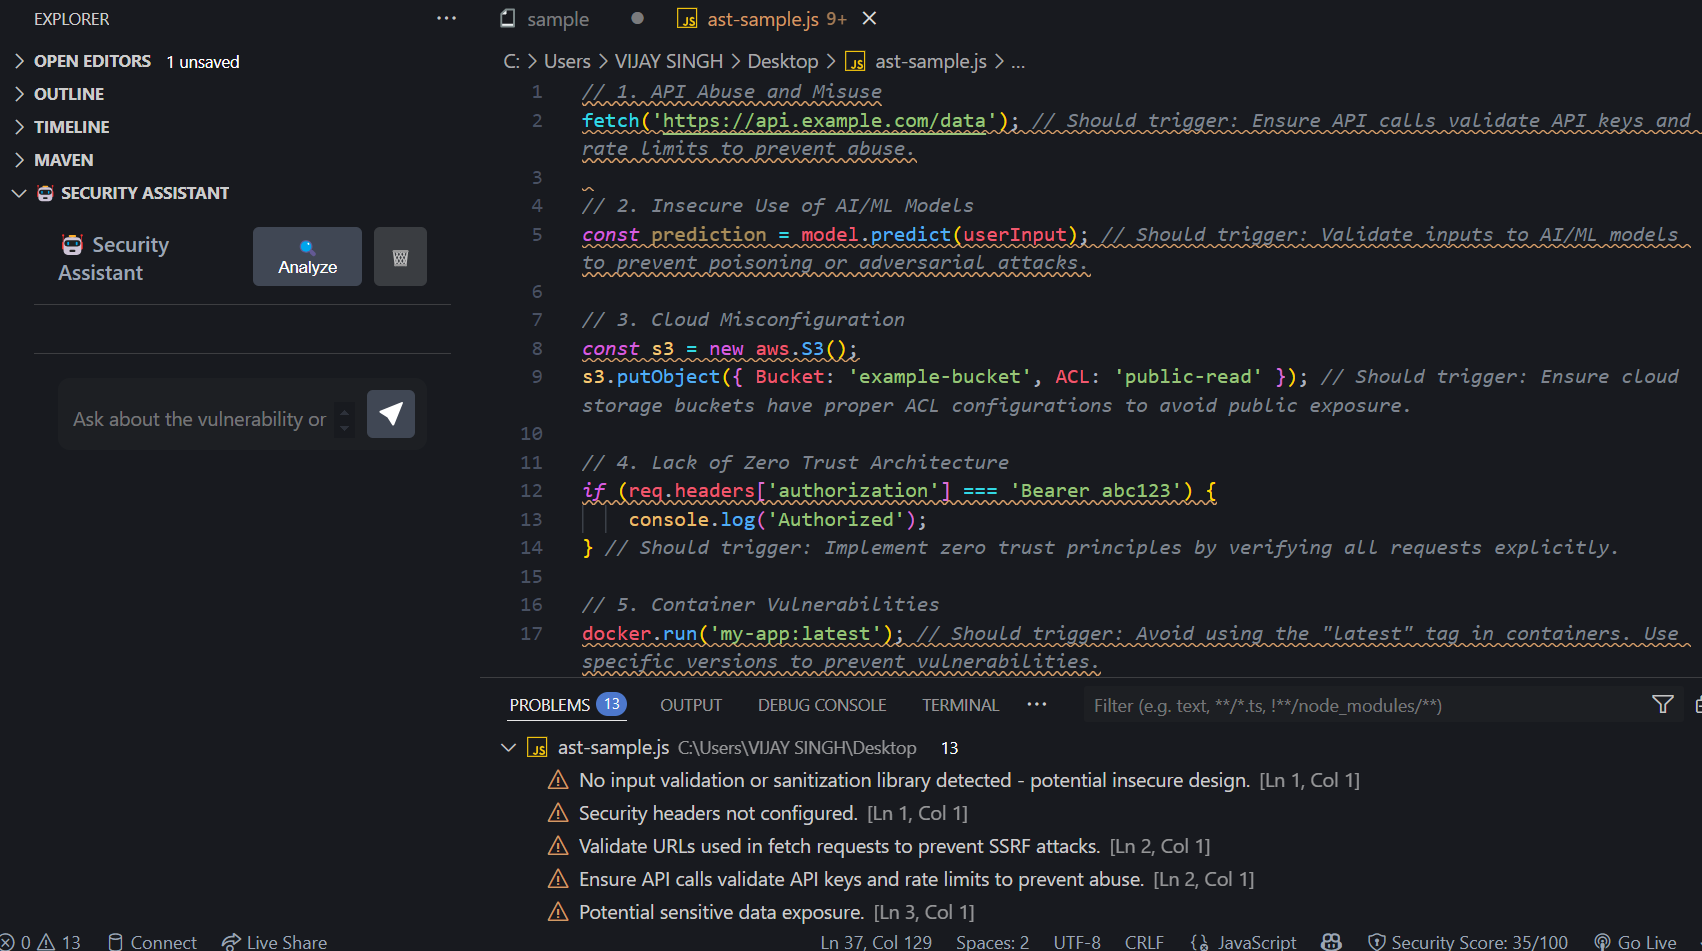 EXPLORER
OPEN EDITORS 1 unsaved
OUTLINE
TIMELINE
MAVEN
SECURITY ASSISTANT
Security
Assistant
Analyze
Ask about the vulnerability or
sample
JS ast-sample.js 9+
C: > Users > VIJAY SINGH > Desktop > JS ast-sample.js > ...
1 // 1. API Abuse and Misuse
2 fetch('https://api.example.com/data'); // Should trigger: Ensure API calls validate API keys and
rate limits to prevent abuse.
3
4 // 2. Insecure Use of AI/ML Models
5 const prediction = model.predict(userInput); // Should trigger: Validate inputs to AI/ML models
to prevent poisoning or adversarial attacks.
6
7 // 3. Cloud Misconfiguration
8 const s3 = new aws.S3();
9 s3.putObject({ Bucket: 'example-bucket', ACL: 'public-read' }); // Should trigger: Ensure cloud
storage buckets have proper ACL configurations to avoid public exposure.
10
11 // 4. Lack of Zero Trust Architecture
12 if (req.headers['authorization'] === 'Bearer abc123') {
13 console.log('Authorized');
14 } // Should trigger: Implement zero trust principles by verifying all requests explicitly.
15
16 // 5. Container Vulnerabilities
17 docker.run('my-app:latest'); // Should trigger: Avoid using the "latest" tag in containers. Use
specific versions to prevent vulnerabilities.
PROBLEMS 13 OUTPUT DEBUG CONSOLE TERMINAL ... Filter (e.g. text, **/*.ts, !**/node_modules/**)
JS ast-sample.js C:\Users\VIJAY SINGH\Desktop 13
No input validation or sanitization library detected - potential insecure design. [Ln 1, Col 1]
Security headers not configured. [Ln 1, Col 1]
Validate URLs used in fetch requests to prevent SSRF attacks. [Ln 2, Col 1]
Ensure API calls validate API keys and rate limits to prevent abuse. [Ln 2, Col 1]
Potential sensitive data exposure. [Ln 3, Col 1]
0 13 Connect Live Share Ln 37, Col 129 Spaces: 2 UTF-8 CRLF JavaScript Security Score: 35/100 Go Live